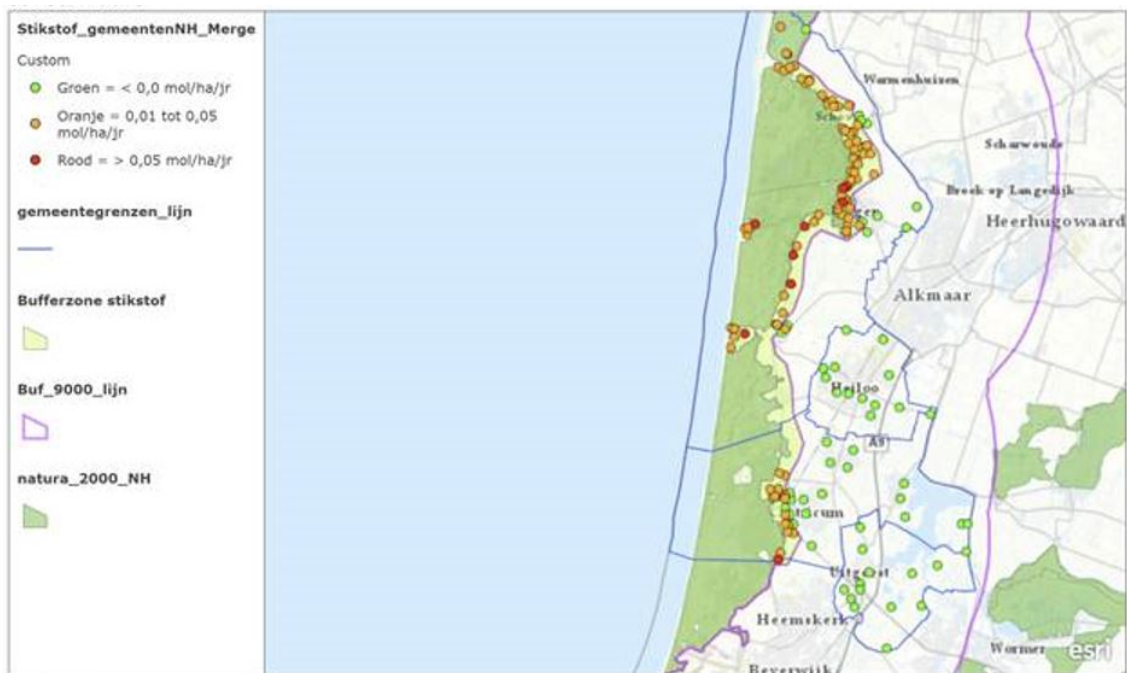 Stikstof_gemeentenNH_Merge
Custom
Groen = < 0,0 mol/ha/jr
Oranje = 0,01 tot 0,05
mol/ha/jr
Rood = > 0,05 mol/ha/jr
gemeentegrenzen_lijn
Bufferzone stikstof
Buf_9000_lijn
natura_2000_NH
Warmenhuizen
Scharwoude
Broek op Langedijk
Heerhugowaard
Alkmaar
Heiloo
A9
Uitgeest
Heemskerk
Wormer
Beverwijk
esri